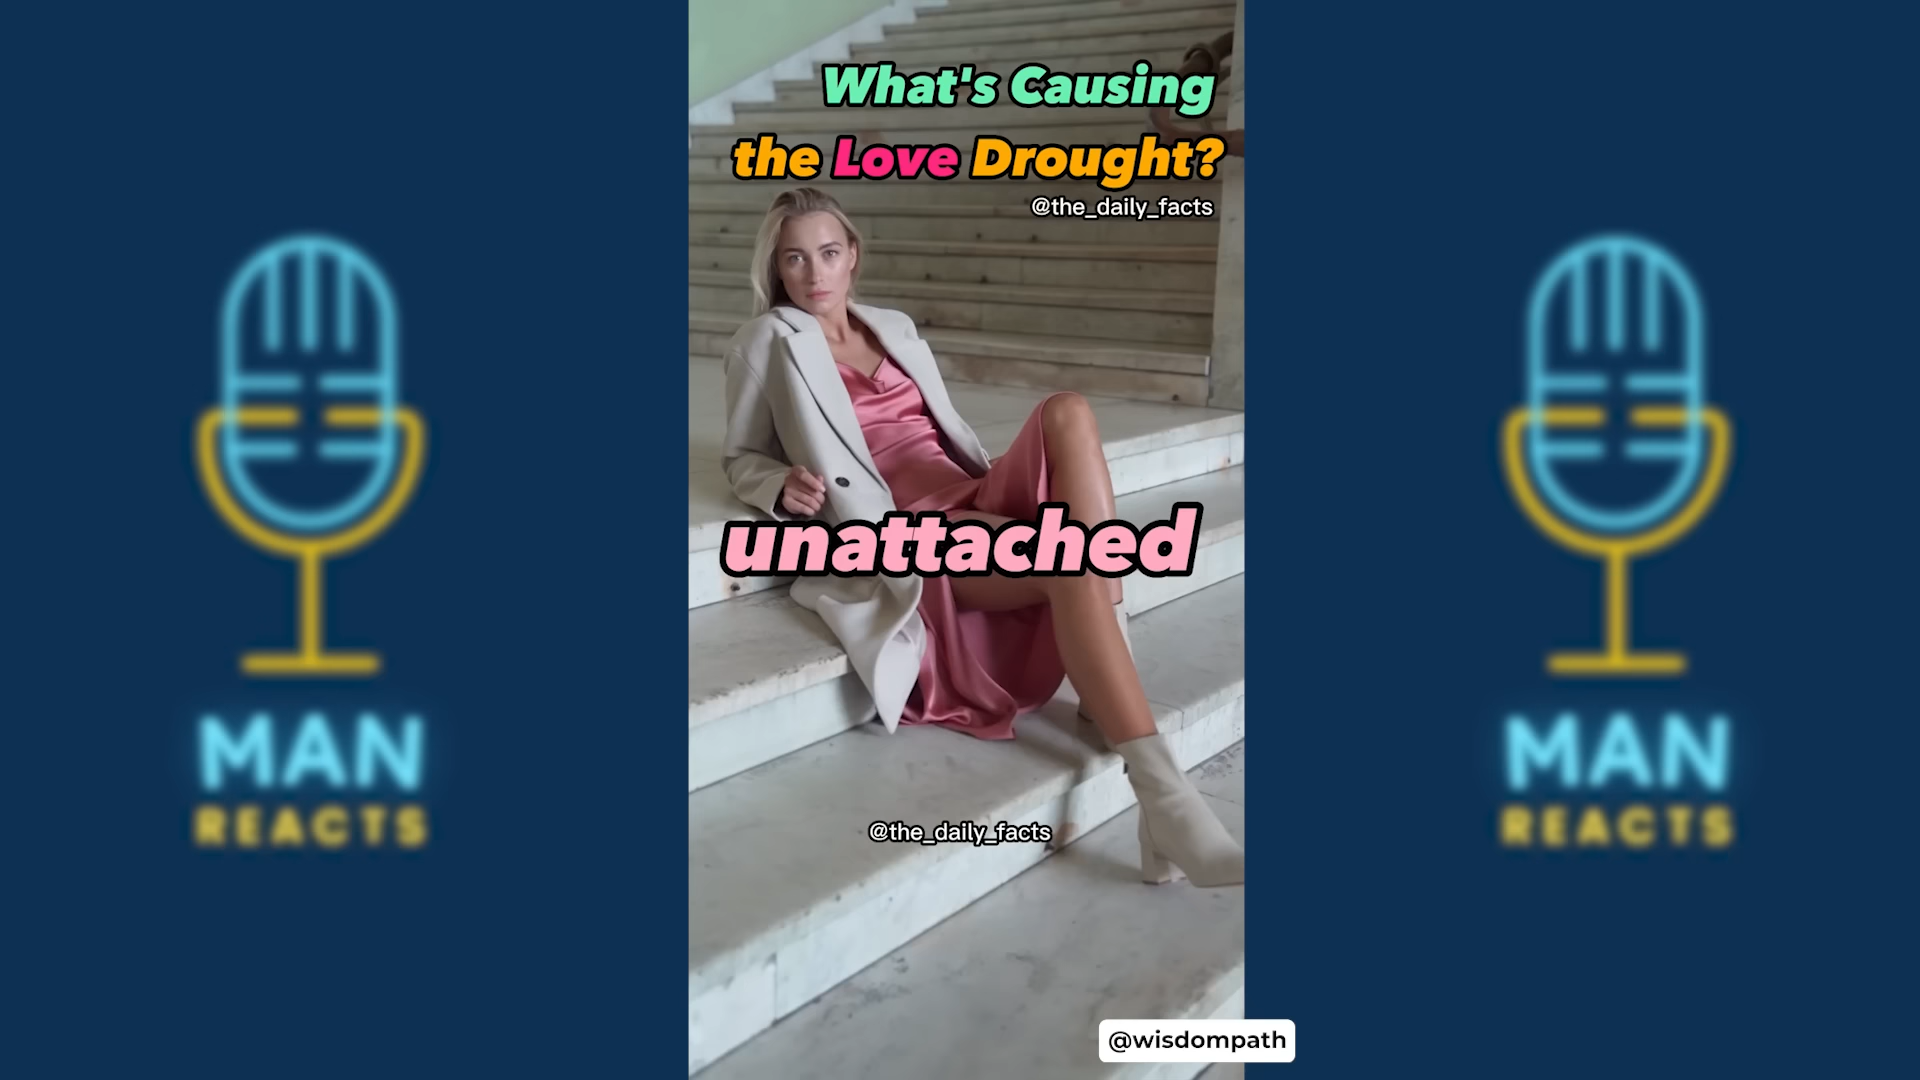 What's Causing
the Love Drought?
@the_daily_facts
unattached
@the_daily_facts
@wisdompath
MAN
REACTS
MAN
REACTS